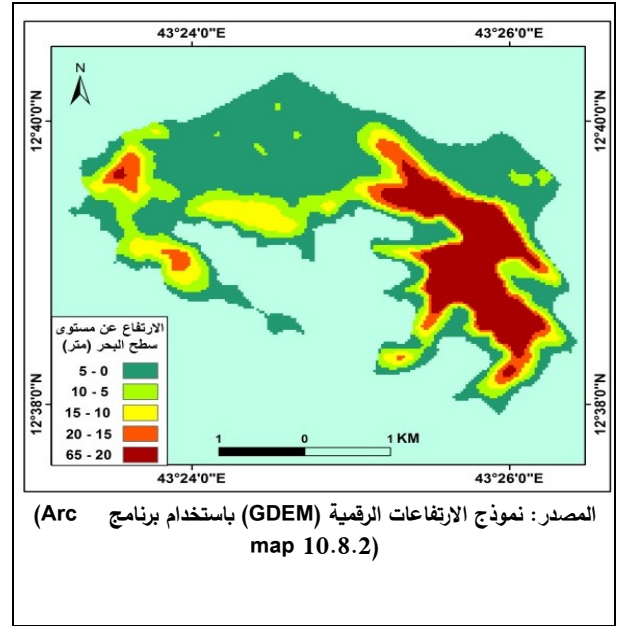 43°24'0"E 43°26'0"E
N
12°40'0"N 12°40'0"N
الارتفاع عن مستوى
سطح البحر (متر)
5 - 0
10 - 5
15 - 10
20 - 15
65 - 20
12°38'0"N 12°38'0"N
1 0 1 KM
43°24'0"E 43°26'0"E
المصدر: نموذج الارتفاعات الرقمية (GDEM) باستخدام برنامج (Arc
map 10.8.2)